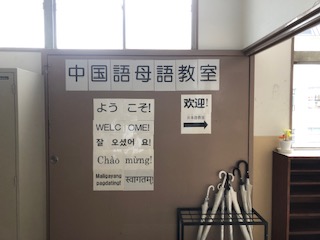 中国語母語教室
ようこそ!
WELCOME!
잘 오셨어요!
Chào mừng!
Maligayang
pagdating!
स्वागतम्
欢迎!